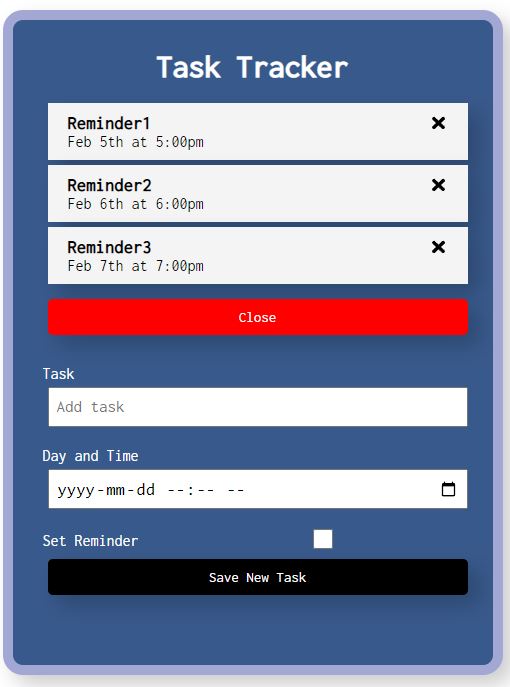 Task Tracker
Reminder1
Feb 5th at 5:00pm
Reminder2
Feb 6th at 6:00pm
Reminder3
Feb 7th at 7:00pm
Close
Task
Add task
Day and Time
yyyy-mm-dd --:-- --
Set Reminder
Save New Task